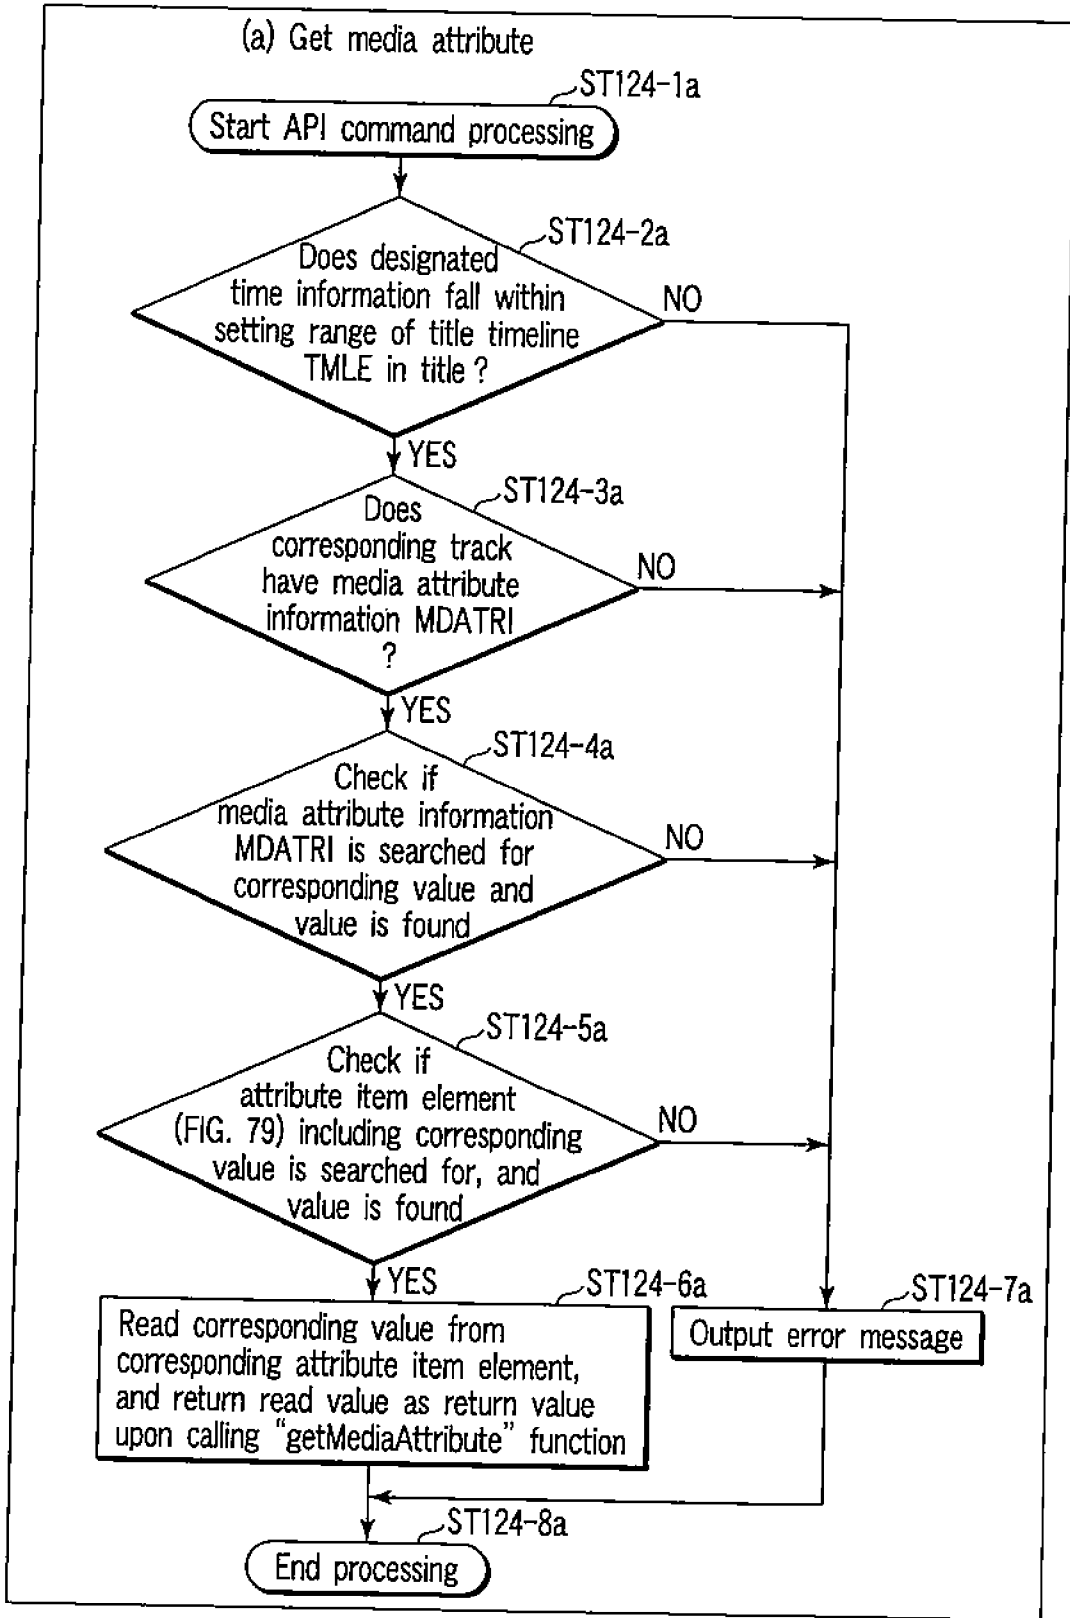 (a) Get media attribute
ST124-1a
Start API command processing
ST124-2a
Does designated
time information fall within
setting range of title timeline
TMLE in title ?
NO
YES
ST124-3a
Does
corresponding track
have media attribute
information MDATRI
?
NO
YES
ST124-4a
Check if
media attribute information
MDATRI is searched for
corresponding value and
value is found
NO
YES
ST124-5a
Check if
attribute item element
(FIG. 79) including corresponding
value is searched for, and
value is found
NO
YES
ST124-6a
Read corresponding value from
corresponding attribute item element,
and return read value as return value
upon calling “getMediaAttribute” function
ST124-7a
Output error message
ST124-8a
End processing